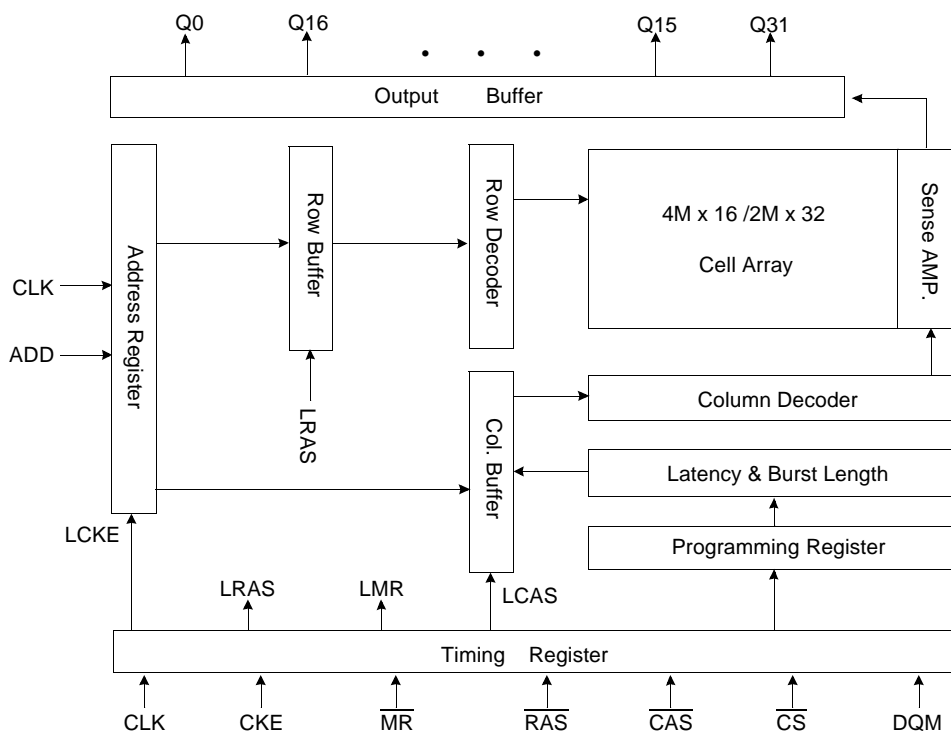 Q0 Q16 Q15 Q31
Output Buffer
Address Register
Row Buffer
Row Decoder
4M x 16 /2M x 32
Cell Array
Sense AMP.
CLK
ADD
LRAS
Col. Buffer
Column Decoder
Latency & Burst Length
Programming Register
LCKE
LRAS LMR LCAS
Timing Register
CLK CKE MR RAS CAS CS DQM